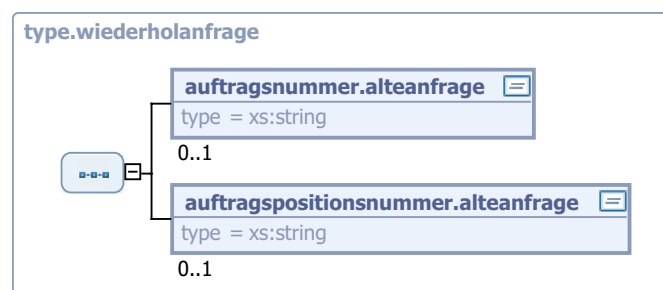 type.wiederholanfrage
auftragsnummer.alteanfrage
type = xs:string
0..1
auftragspositionsnummer.alteanfrage
type = xs:string
0..1